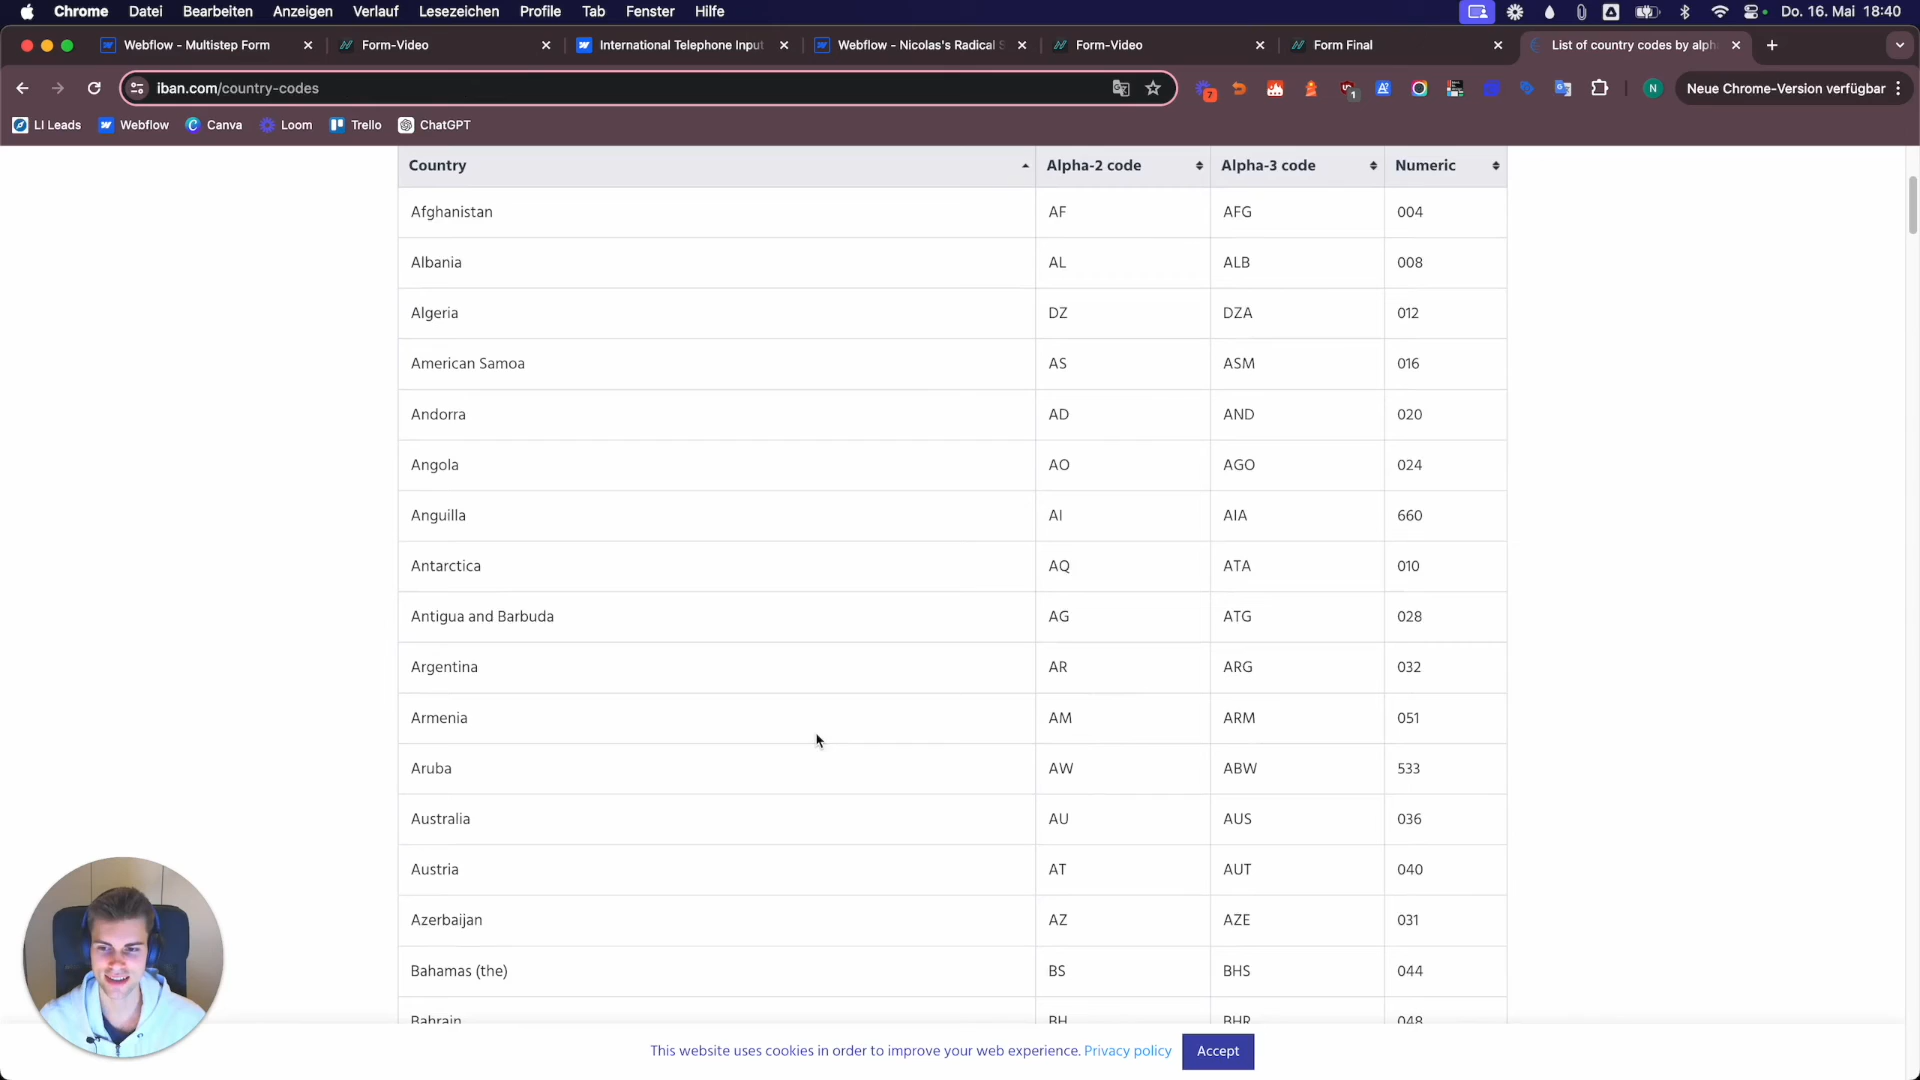 Chrome Datei Bearbeiten Anzeigen Verlauf Lesezeichen Profile Tab Fenster Hilfe Do. 16. Mai 18:40
Webflow - Multistep Form Form-Video International Telephone Input Webflow - Nicolas's Radical S Form-Video Form Final List of country codes by alph
iban.com/country-codes 7 1 N Neue Chrome-Version verfügbar
LI Leads Webflow Canva Loom Trello ChatGPT
Country Alpha-2 code Alpha-3 code Numeric
Afghanistan AF AFG 004
Albania AL ALB 008
Algeria DZ DZA 012
American Samoa AS ASM 016
Andorra AD AND 020
Angola AO AGO 024
Anguilla AI AIA 660
Antarctica AQ ATA 010
Antigua and Barbuda AG ATG 028
Argentina AR ARG 032
Armenia AM ARM 051
Aruba AW ABW 533
Australia AU AUS 036
Austria AT AUT 040
Azerbaijan AZ AZE 031
Bahamas (the) BS BHS 044
Bahrain BH BHR 048
This website uses cookies in order to improve your web experience. Privacy policy Accept